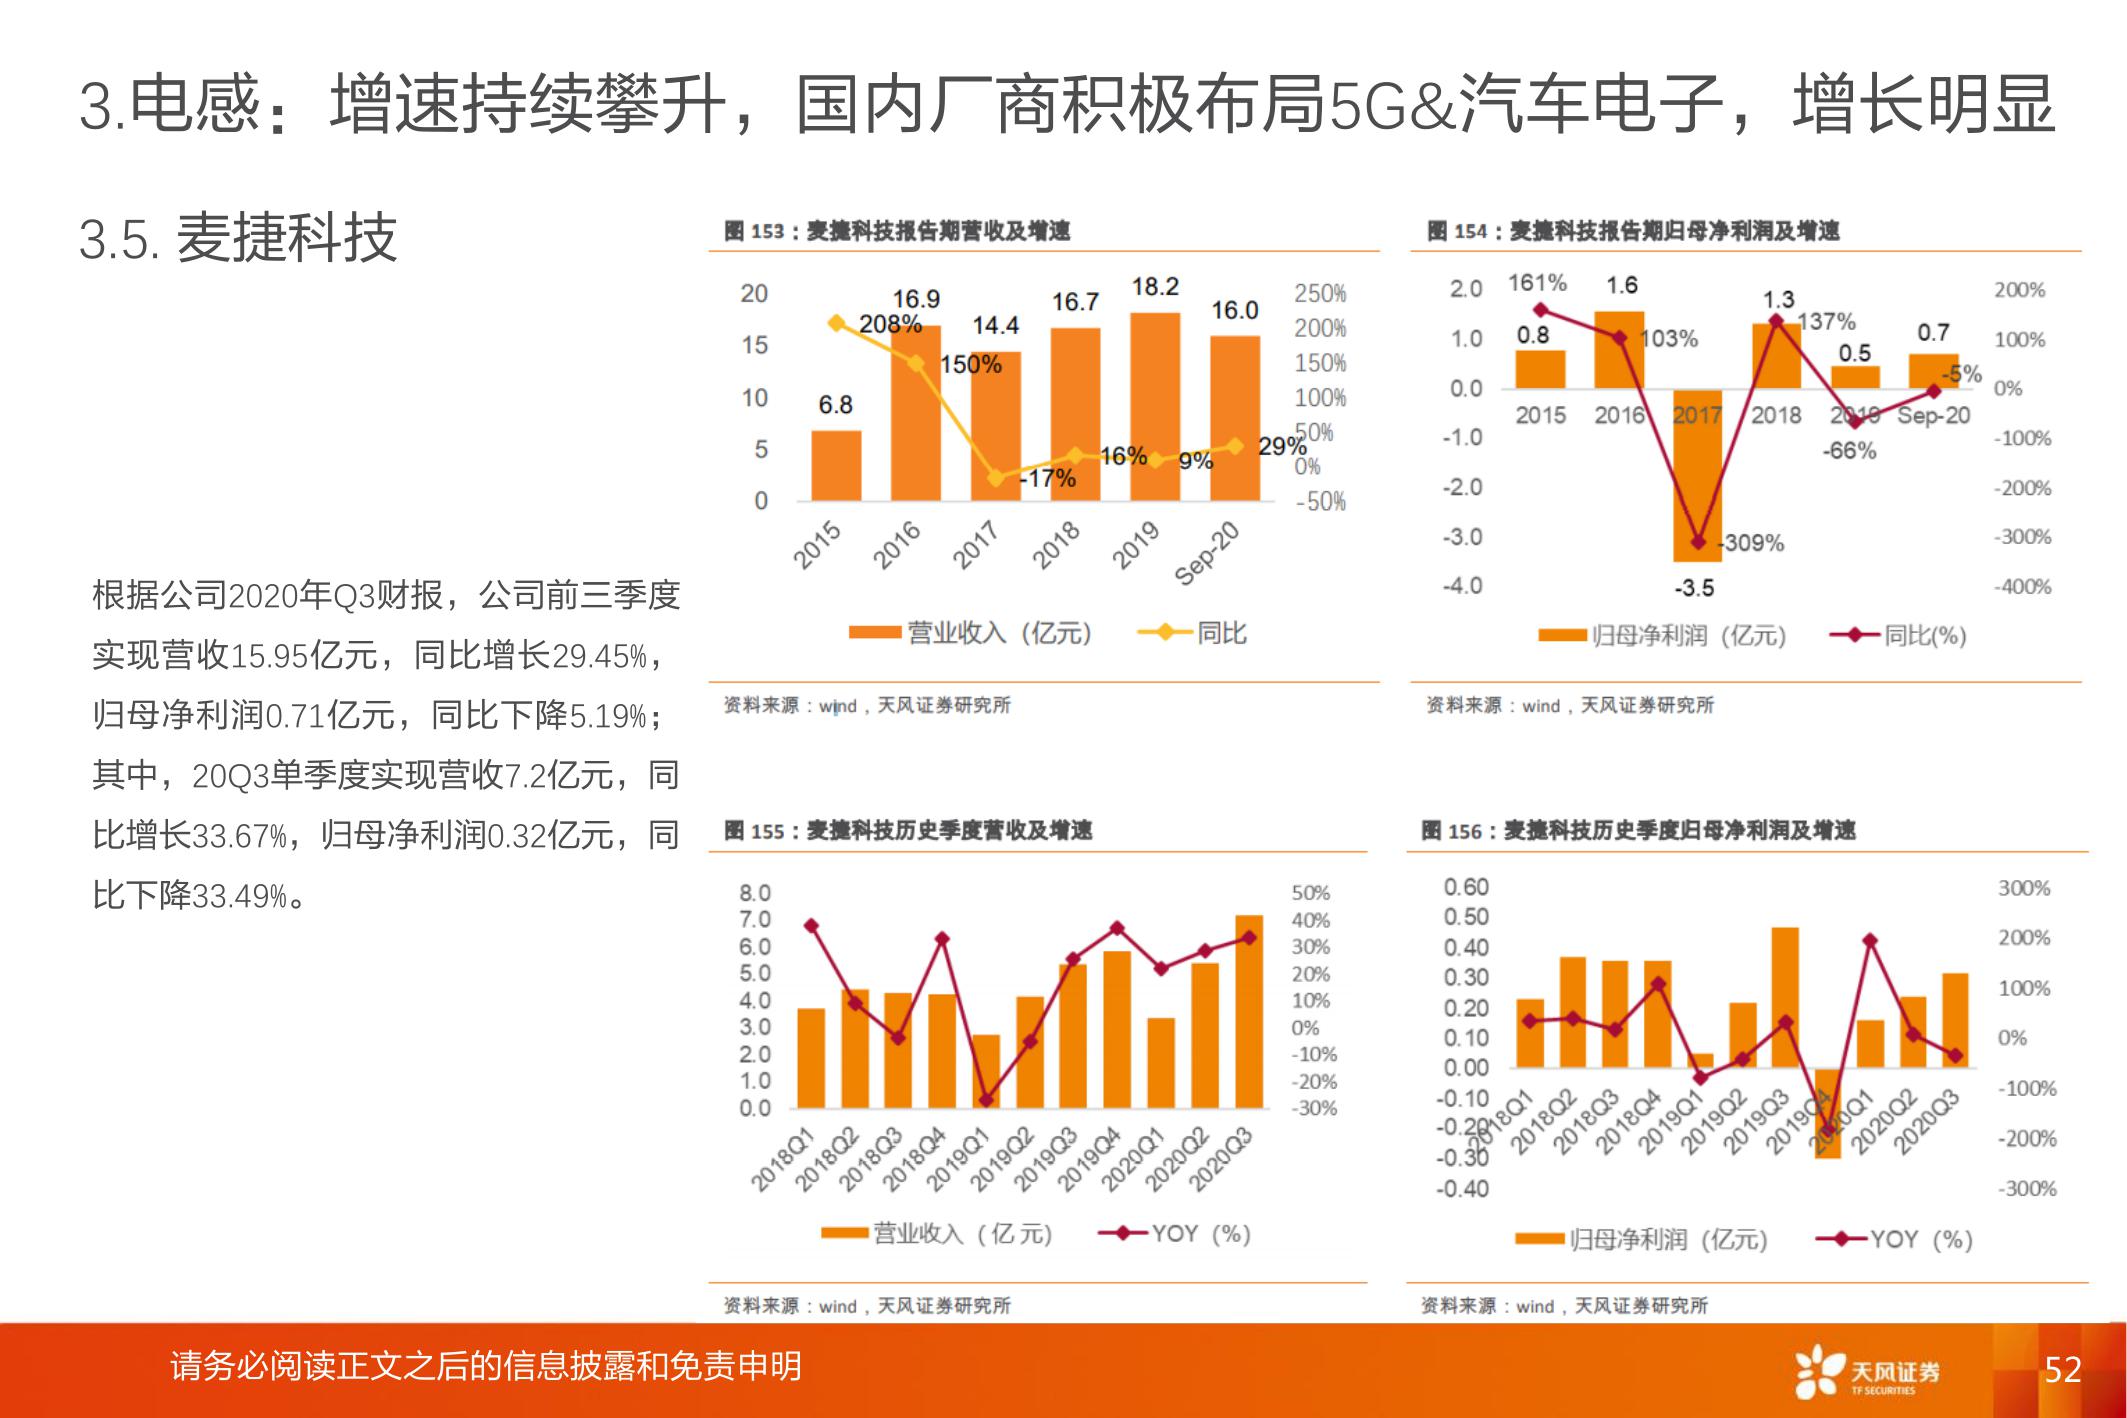 3.电感：增速持续攀升，国内厂商积极布局5G&汽车电子，增长明显
3.5. 麦捷科技
根据公司2020年Q3财报，公司前三季度
实现营收15.95亿元，同比增长29.45%，
归母净利润0.71亿元，同比下降5.19%；
其中，20Q3单季度实现营收7.2亿元，同
比增长33.67%，归母净利润0.32亿元，同
比下降33.49%。
图 153：麦捷科技报告期营收及增速
20
15
10
5
0
250%
200%
150%
100%
50%
0%
-50%
6.8
16.9
14.4
16.7
18.2
16.0
208%
150%
-17%
16%
9%
29%
2015
2016
2017
2018
2019
Sep-20
营业收入（亿元）
同比
资料来源：wind，天风证券研究所
图 154：麦捷科技报告期归母净利润及增速
2.0
1.0
0.0
-1.0
-2.0
-3.0
-4.0
200%
100%
0%
-100%
-200%
-300%
-400%
0.8
1.6
-3.5
1.3
0.5
0.7
161%
103%
-309%
137%
-66%
-5%
2015
2016
2017
2018
2019
Sep-20
归母净利润（亿元）
同比(%)
资料来源：wind，天风证券研究所
图 155：麦捷科技历史季度营收及增速
8.0
7.0
6.0
5.0
4.0
3.0
2.0
1.0
0.0
50%
40%
30%
20%
10%
0%
-10%
-20%
-30%
2018Q1
2018Q2
2018Q3
2018Q4
2019Q1
2019Q2
2019Q3
2019Q4
2020Q1
2020Q2
2020Q3
营业收入（亿 元）
YOY（%）
资料来源：wind，天风证券研究所
图 156：麦捷科技历史季度归母净利润及增速
0.60
0.50
0.40
0.30
0.20
0.10
0.00
-0.10
-0.20
-0.30
-0.40
300%
200%
100%
0%
-100%
-200%
-300%
2018Q1
2018Q2
2018Q3
2018Q4
2019Q1
2019Q2
2019Q3
2019Q4
2020Q1
2020Q2
2020Q3
归母净利润（亿元）
YOY（%）
资料来源：wind，天风证券研究所
请务必阅读正文之后的信息披露和免责申明
天风证券
TF SECURITIES
52